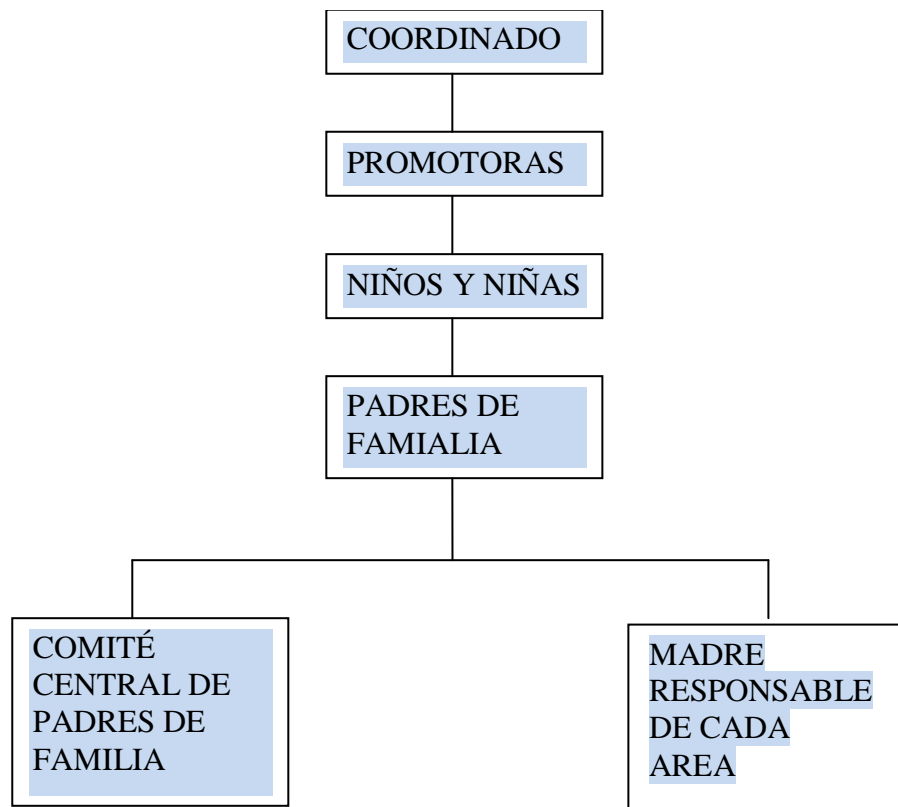 COORDINADO
PROMOTORAS
NIÑOS Y NIÑAS
PADRES DE
FAMIALIA
COMITÉ
CENTRAL DE
PADRES DE
FAMILIA
MADRE
RESPONSABLE
DE CADA
AREA